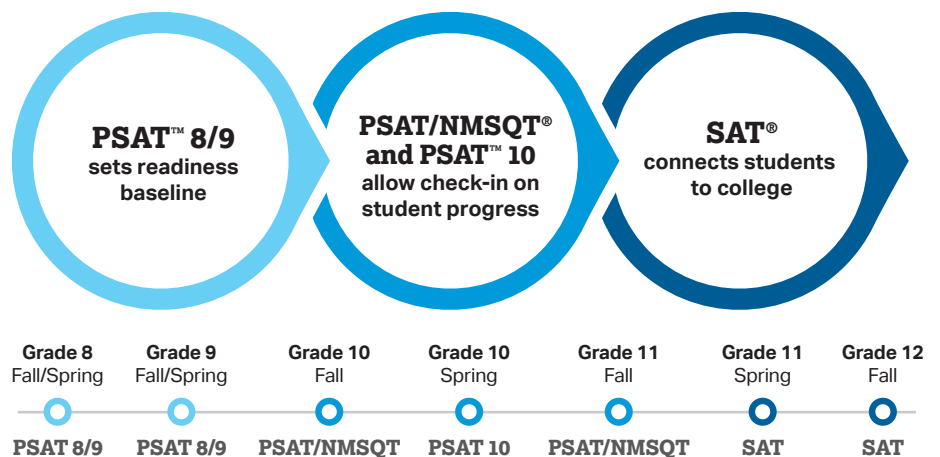 PSAT™ 8/9
sets readiness
baseline
PSAT/NMSQT®
and PSAT™ 10
allow check-in on
student progress
SAT®
connects students
to college
Grade 8
Fall/Spring
PSAT 8/9
Grade 9
Fall/Spring
PSAT 8/9
Grade 10
Fall
PSAT/NMSQT
Grade 10
Spring
PSAT 10
Grade 11
Fall
PSAT/NMSQT
Grade 11
Spring
SAT
Grade 12
Fall
SAT